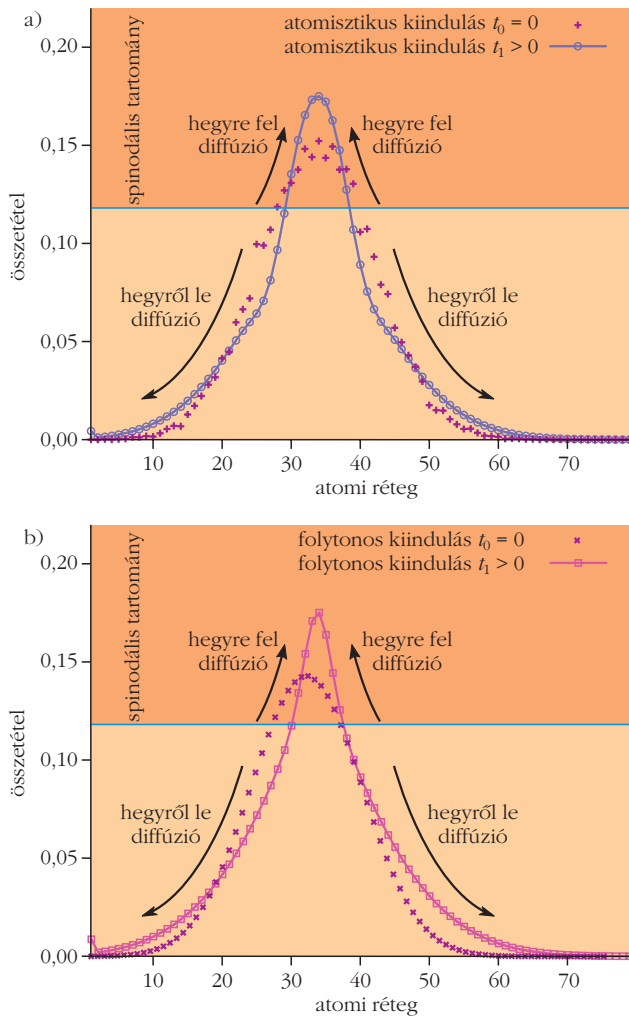 a)
atomisztikus kiindulás t₀ = 0
atomisztikus kiindulás t₁ > 0
spinodális tartomány
0,20
0,15
0,10
0,05
0,00
összetétel
hegyre fel
diffúzió
hegyre fel
diffúzió
hegyről le
diffúzió
hegyről le
diffúzió
10 20 30 40 50 60 70
atomi réteg
b)
folytonos kiindulás t₀ = 0
folytonos kiindulás t₁ > 0
spinodális tartomány
0,20
0,15
0,10
0,05
0,00
összetétel
hegyre fel
diffúzió
hegyre fel
diffúzió
hegyről le
diffúzió
hegyről le
diffúzió
10 20 30 40 50 60 70
atomi réteg